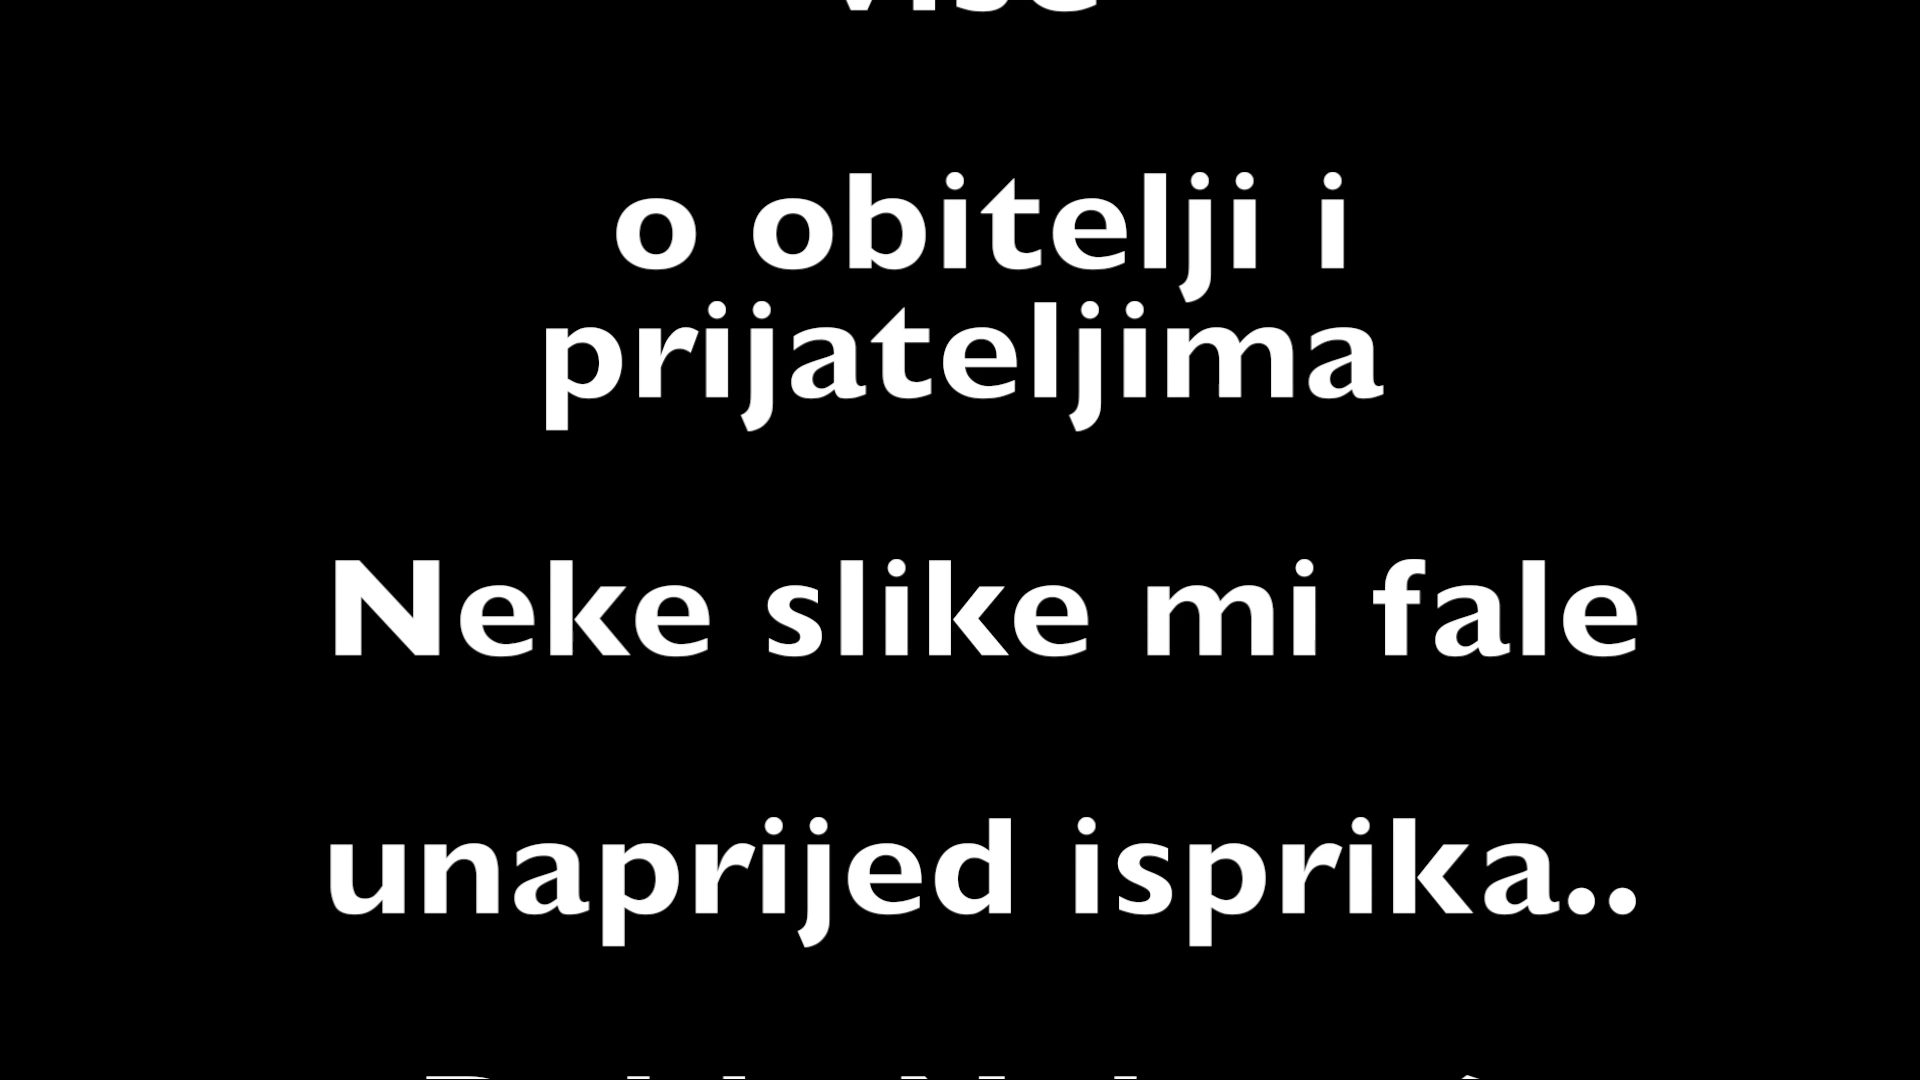 o obitelji i
prijateljima
Neke slike mi fale
unaprijed isprika..